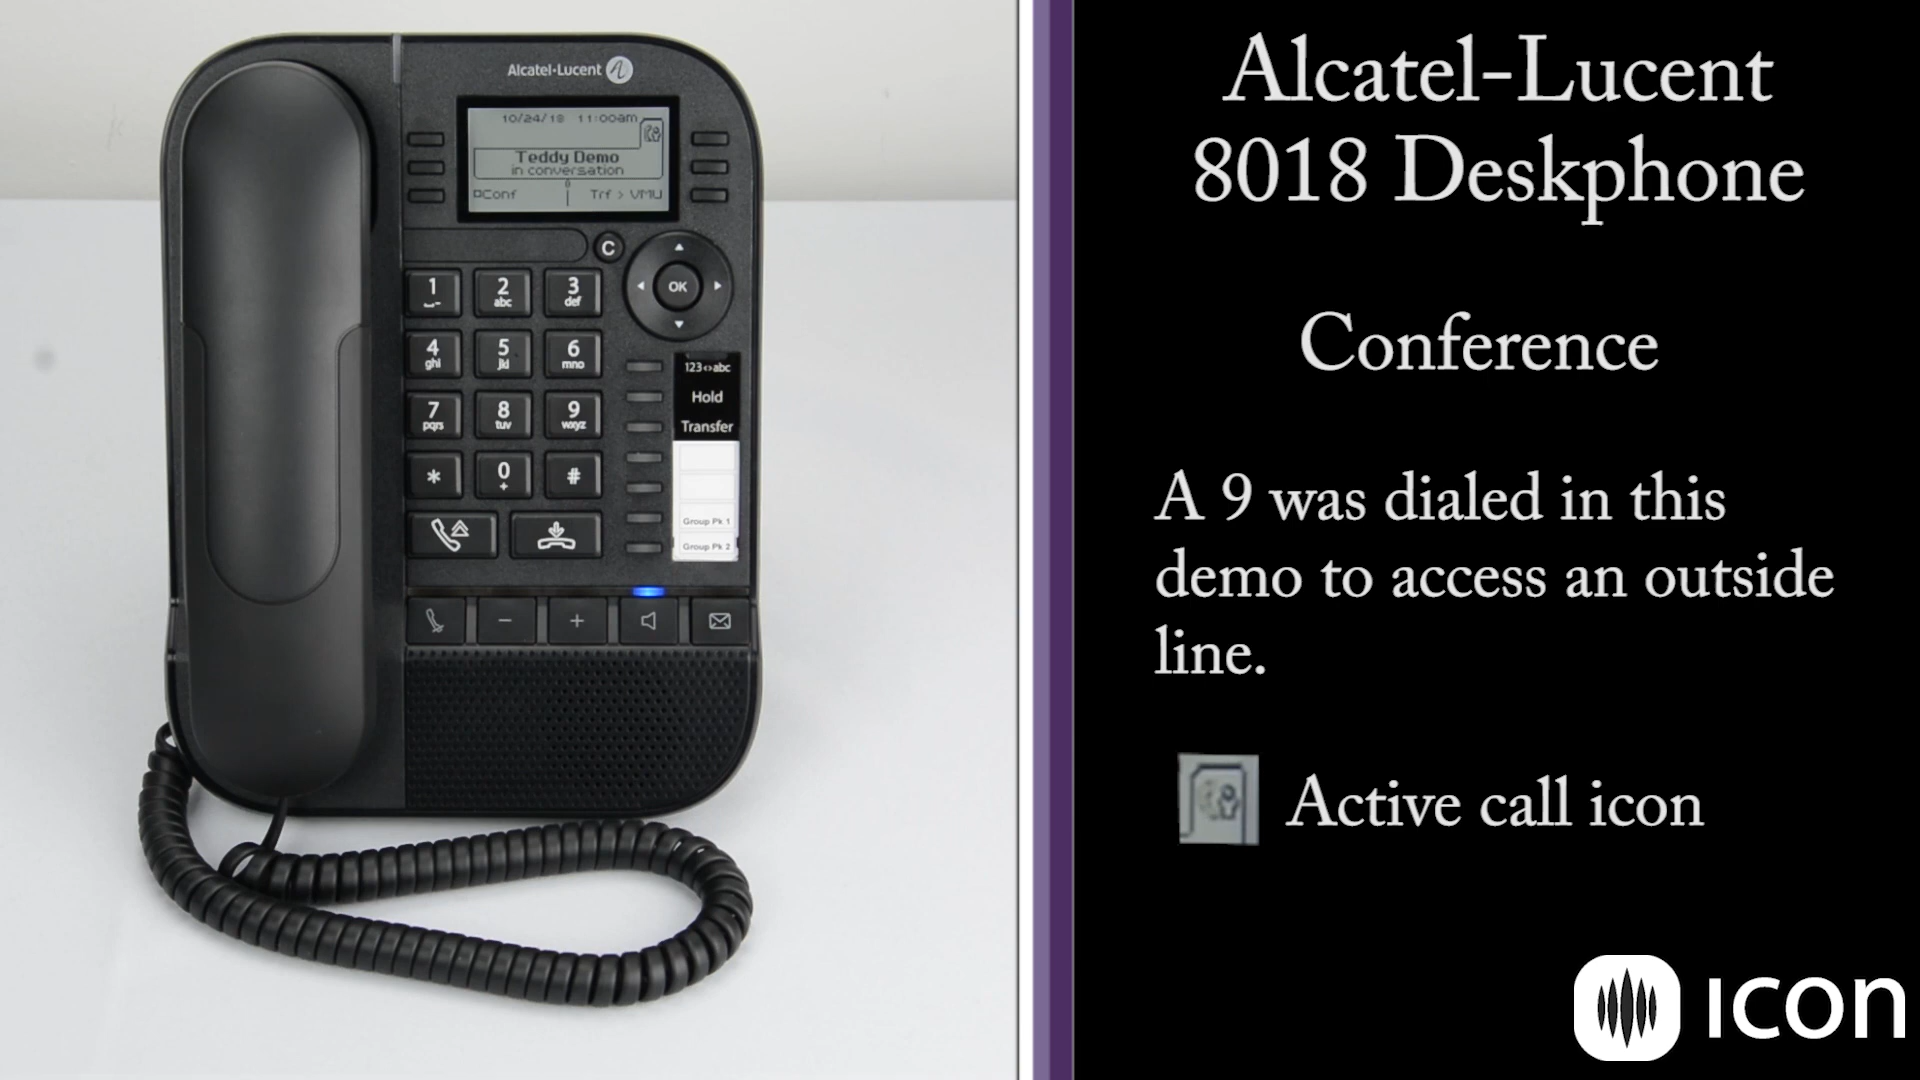 Alcatel-Lucent
10/24/18 11:00am
Teddy Demo
in conversation
Conf
Trf > VMU
C
OK
1
2 abc
3 def
4 ghi
5 jkl
6 mno
7 pqrs
8 tuv
9 wxyz
*
0 +
#
123<>abc
Hold
Transfer
Group Pk 1
Group Pk 2
Alcatel-Lucent
8018 Deskphone
Conference
A 9 was dialed in this
demo to access an outside
line.
Active call icon
icon